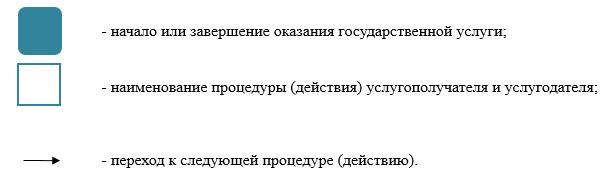 - начало или завершение оказания государственной услуги;
- наименование процедуры (действия) услугополучателя и услугодателя;
- переход к следующей процедуре (действию).